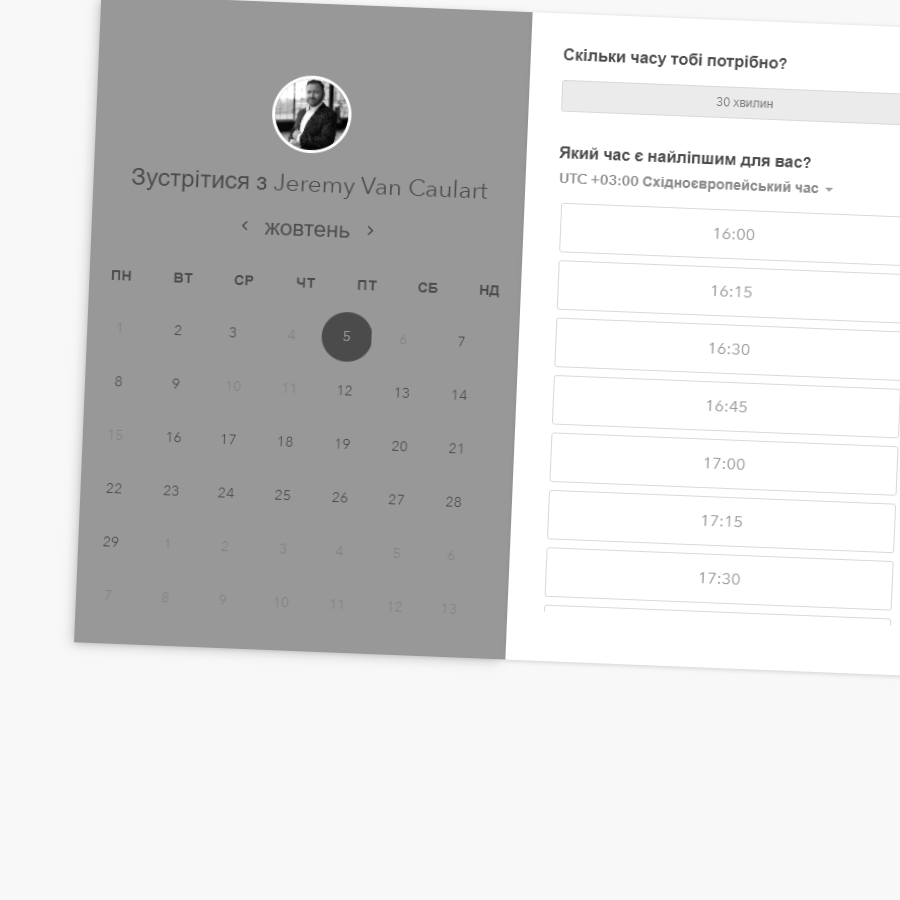 Зустрітися з Jeremy Van Caulart
жовтень
ПН ВТ СР ЧТ ПТ СБ НД
1 2 3 4 5 6 7
8 9 10 11 12 13 14
15 16 17 18 19 20 21
22 23 24 25 26 27 28
29 1 2 3 4 5 6
7 8 9 10 11 12 13
Скільки часу тобі потрібно?
30 хвилин
Який час є найліпшим для вас?
UTC +03:00 Східноєвропейський час
16:00
16:15
16:30
16:45
17:00
17:15
17:30